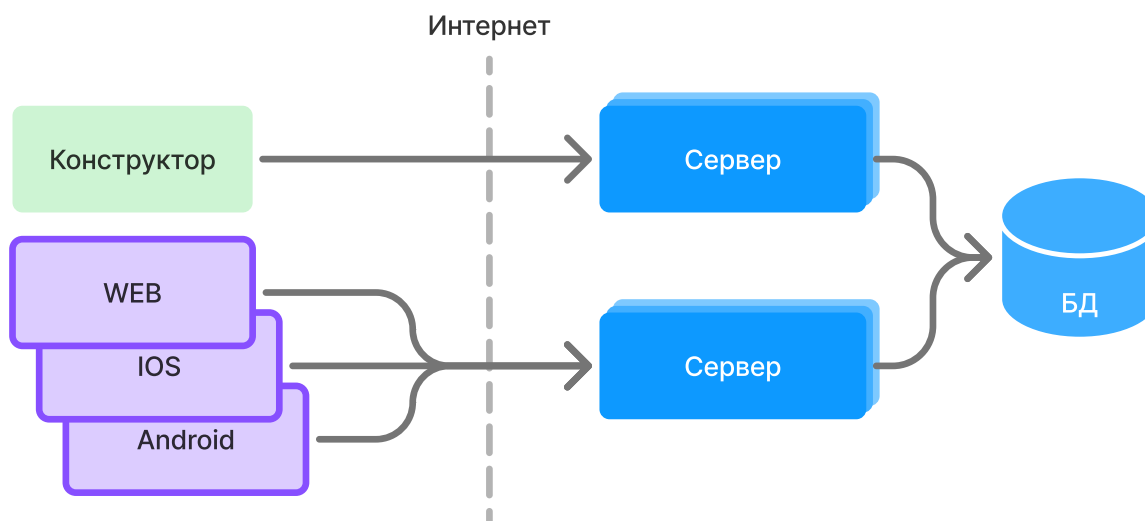 Интернет
Конструктор
Сервер
WEB
БД
IOS
Сервер
Android